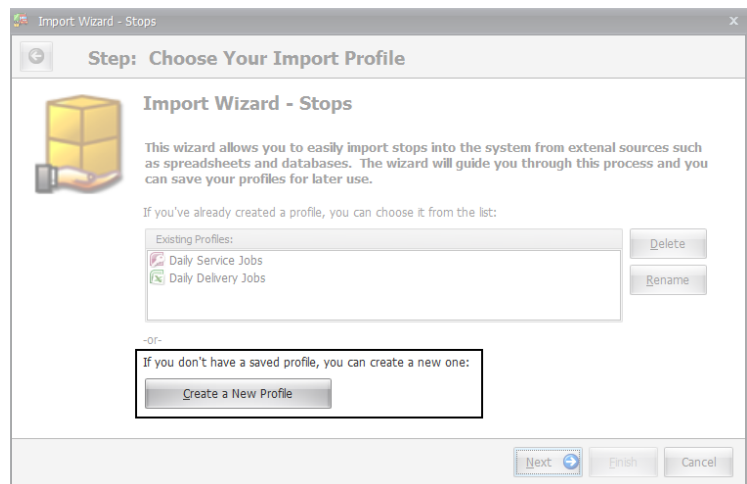 Import Wizard - Stops
x
Step: Choose Your Import Profile
Import Wizard - Stops
This wizard allows you to easily import stops into the system from extenal sources such
as spreadsheets and databases. The wizard will guide you through this process and you
can save your profiles for later use.
If you've already created a profile, you can choose it from the list:
Existing Profiles:
Delete
Daily Service Jobs
Daily Delivery Jobs
Rename
-or-
If you don't have a saved profile, you can create a new one:
Create a New Profile
Next
Finish
Cancel